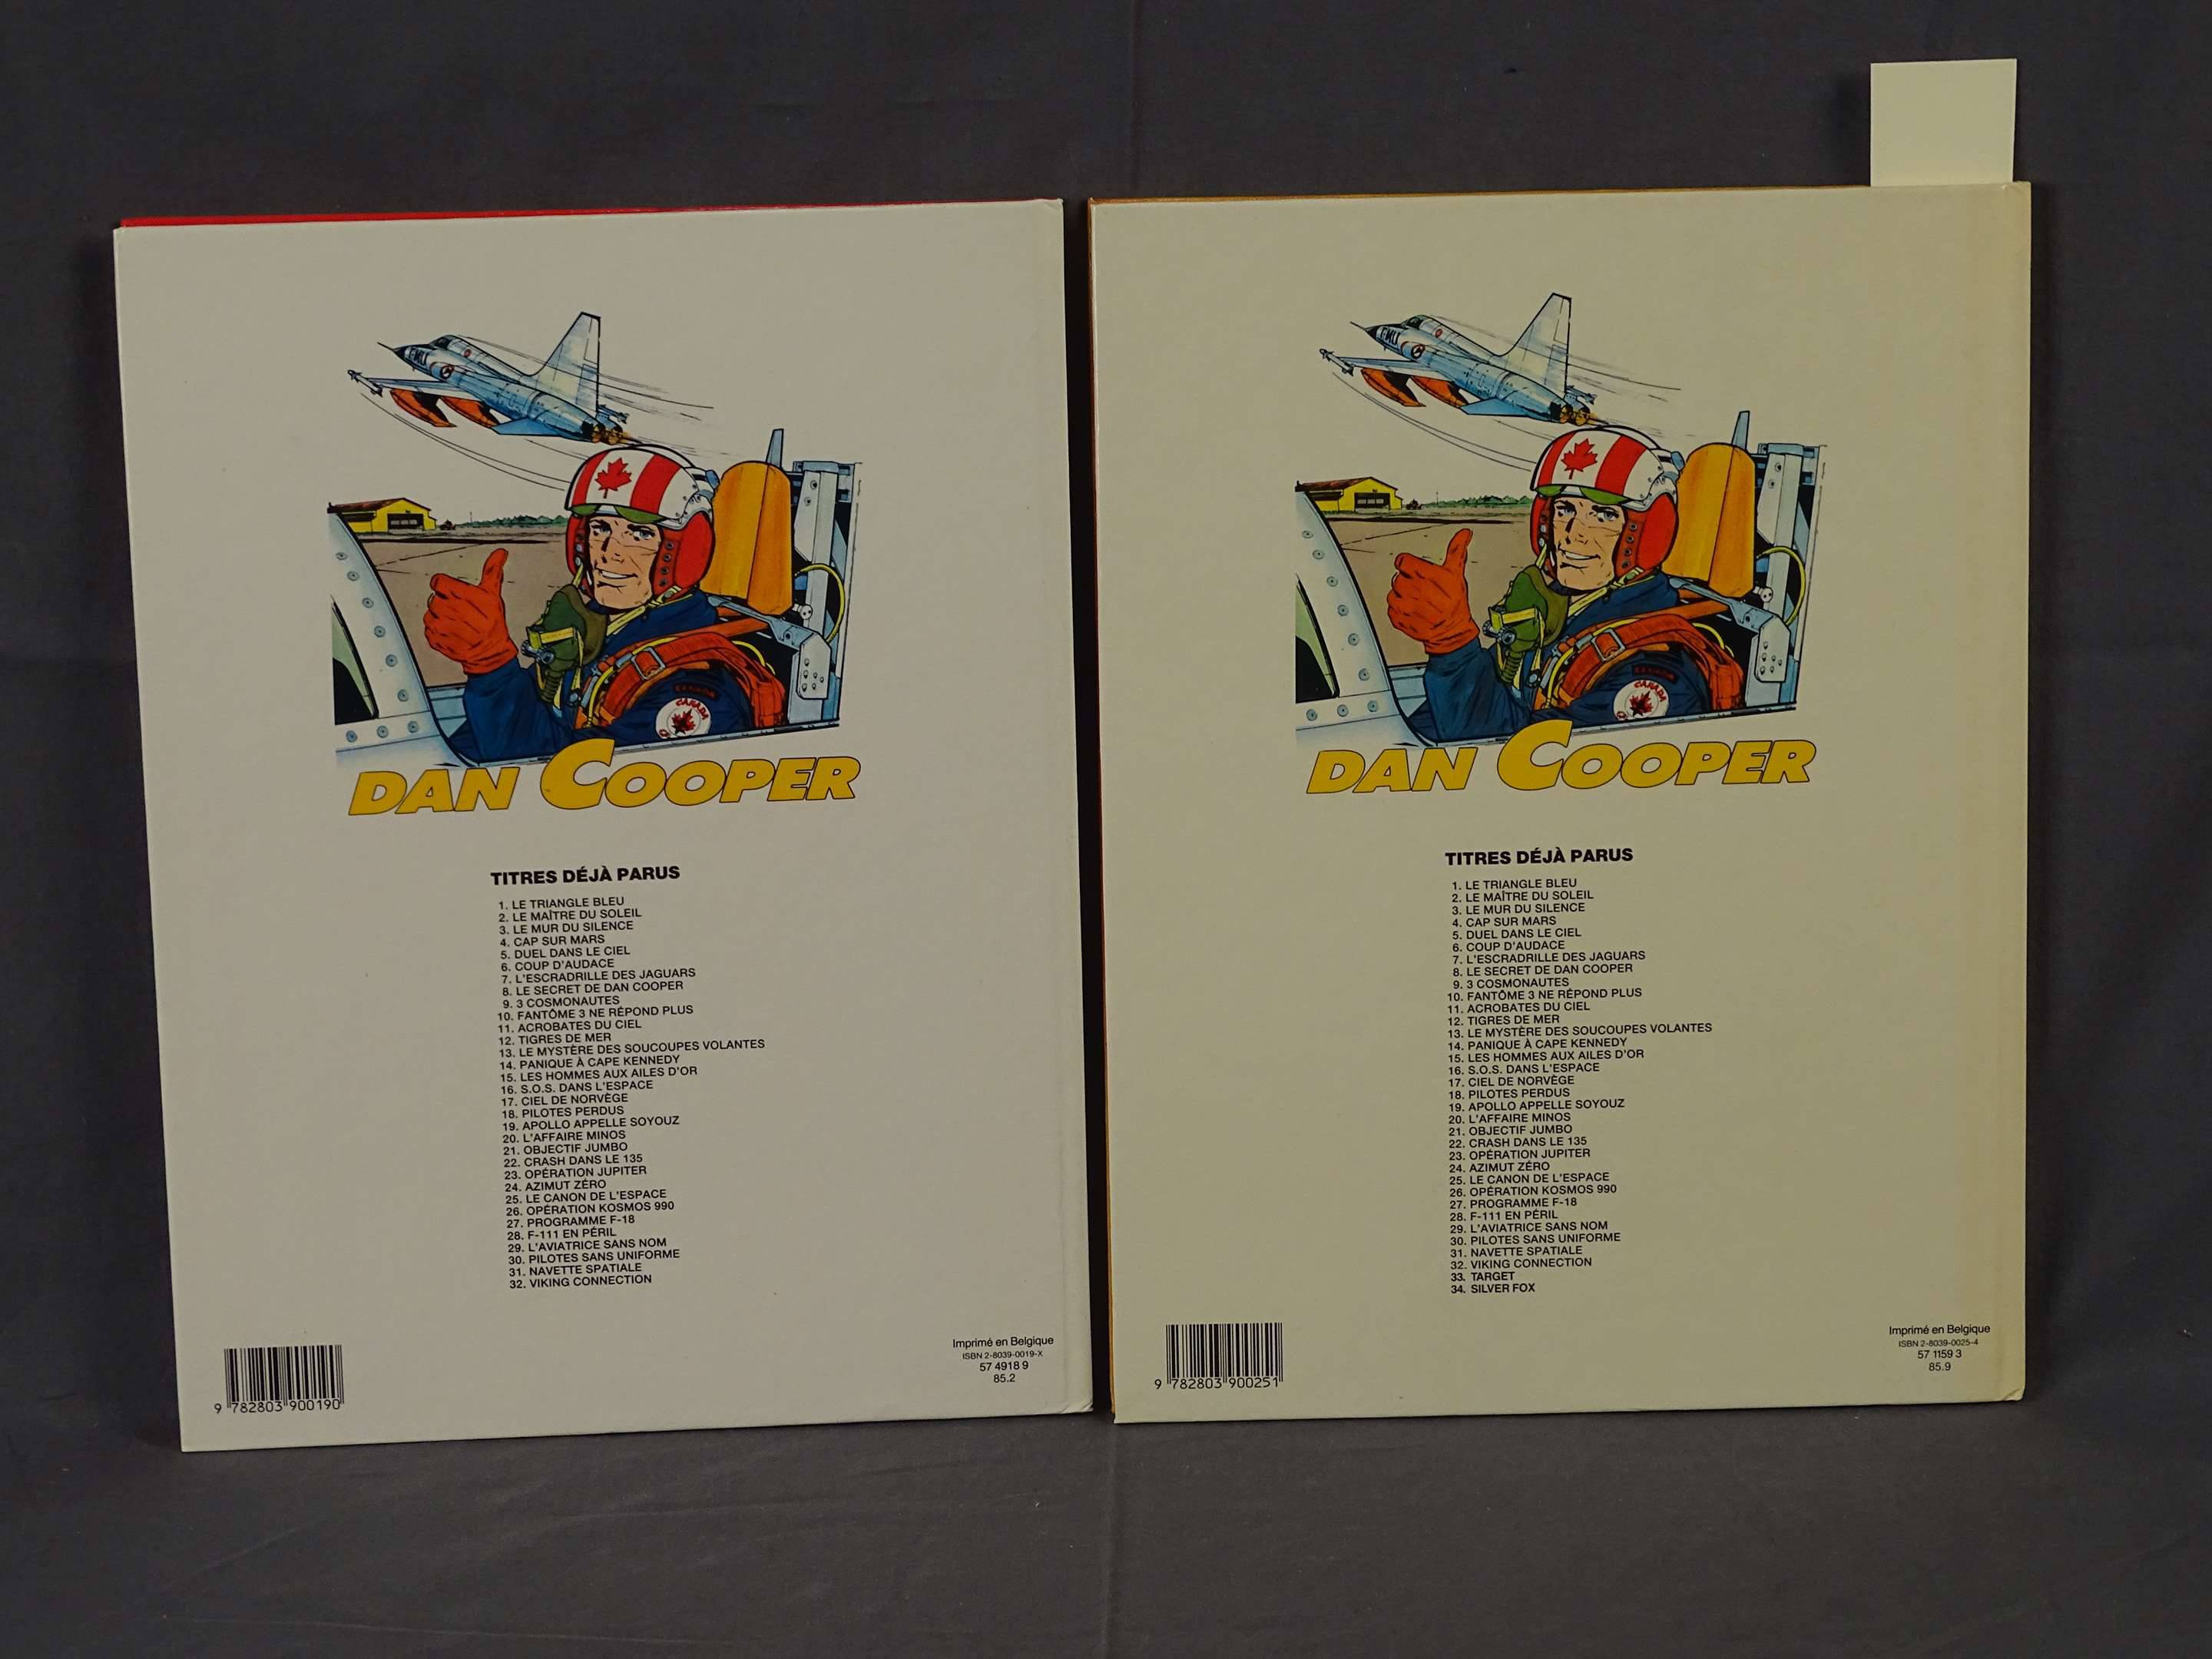 DAN COOPER
TITRES DÉJÀ PARUS
1. LE TRIANGLE BLEU
2. LE MAÎTRE DU SOLEIL
3. LE MUR DU SILENCE
4. CAP SUR MARS
5. DUEL DANS LE CIEL
6. COUP D'AUDACE
7. L'ESCRADRILLE DES JAGUARS
8. LE SECRET DE DAN COOPER
9. 3 COSMONAUTES
10. FANTÔME 3 NE RÉPOND PLUS
11. ACROBATES DU CIEL
12. TIGRES DE MER
13. LE MYSTÈRE DES SOUCOUPES VOLANTES
14. PANIQUE À CAPE KENNEDY
15. LES HOMMES AUX AILES D'OR
16. S.O.S. DANS L'ESPACE
17. CIEL DE NORVÈGE
18. PILOTES PERDUS
19. APOLLO APPELLE SOYOUZ
20. L'AFFAIRE MINOS
21. OBJECTIF JUMBO
22. CRASH DANS LE 135
23. OPÉRATION JUPITER
24. AZIMUT ZÉRO
25. LE CANON DE L'ESPACE
26. OPÉRATION KOSMOS 990
27. PROGRAMME F-18
28. F-111 EN PÉRIL
29. L'AVIATRICE SANS NOM
30. PILOTES SANS UNIFORME
31. NAVETTE SPATIALE
32. VIKING CONNECTION
Imprimé en Belgique
ISBN 2-8039-0019-X
57 4918 9
85.2
9 782803 900190
CANADA
CANADA
DAN COOPER
TITRES DÉJÀ PARUS
1. LE TRIANGLE BLEU
2. LE MAÎTRE DU SOLEIL
3. LE MUR DU SILENCE
4. CAP SUR MARS
5. DUEL DANS LE CIEL
6. COUP D'AUDACE
7. L'ESCRADRILLE DES JAGUARS
8. LE SECRET DE DAN COOPER
9. 3 COSMONAUTES
10. FANTÔME 3 NE RÉPOND PLUS
11. ACROBATES DU CIEL
12. TIGRES DE MER
13. LE MYSTÈRE DES SOUCOUPES VOLANTES
14. PANIQUE À CAPE KENNEDY
15. LES HOMMES AUX AILES D'OR
16. S.O.S. DANS L'ESPACE
17. CIEL DE NORVÈGE
18. PILOTES PERDUS
19. APOLLO APPELLE SOYOUZ
20. L'AFFAIRE MINOS
21. OBJECTIF JUMBO
22. CRASH DANS LE 135
23. OPÉRATION JUPITER
24. AZIMUT ZÉRO
25. LE CANON DE L'ESPACE
26. OPÉRATION KOSMOS 990
27. PROGRAMME F-18
28. F-111 EN PÉRIL
29. L'AVIATRICE SANS NOM
30. PILOTES SANS UNIFORME
31. NAVETTE SPATIALE
32. VIKING CONNECTION
33. TARGET
34. SILVER FOX
Imprimé en Belgique
ISBN 2-8039-0025-4
57 1159 3
85.9
9 782803 900251
CANADA
CANADA